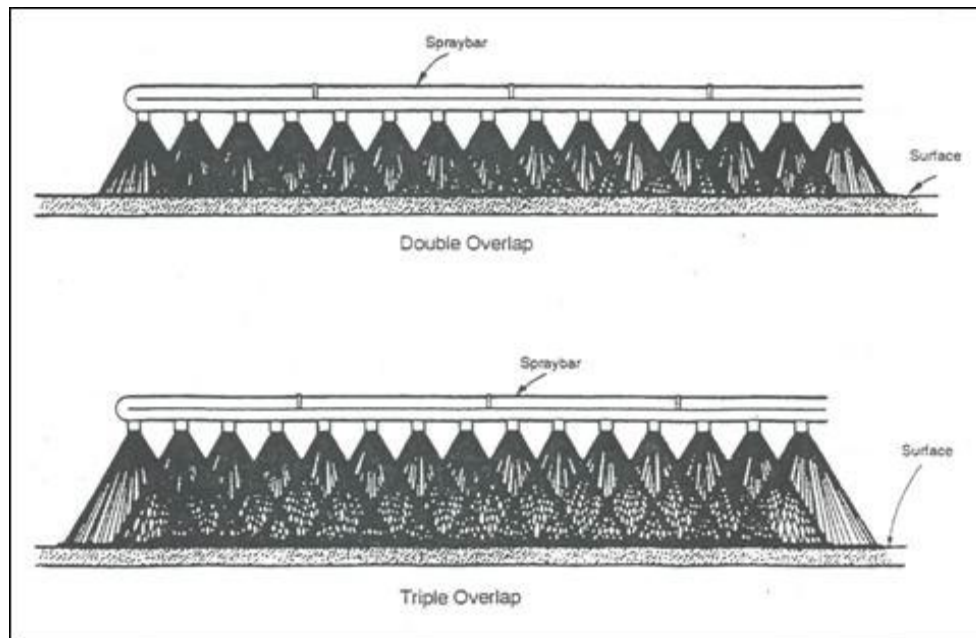 Spraybar
Surface
Double Overlap
Spraybar
Surface
Triple Overlap